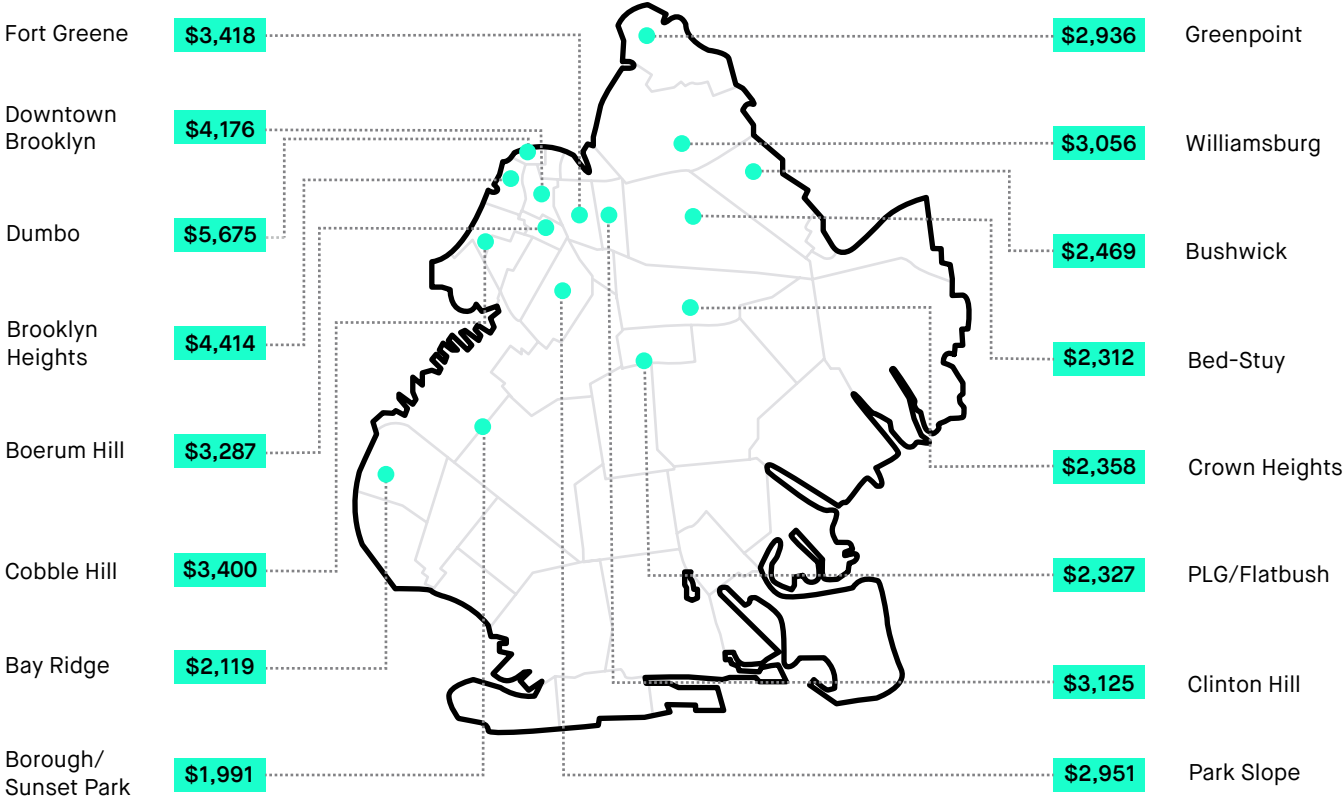 Fort Greene $3,418
Downtown
Brooklyn
$4,176
Dumbo $5,675
Brooklyn
Heights
$4,414
Boerum Hill $3,287
Cobble Hill $3,400
Bay Ridge $2,119
Borough/
Sunset Park
$1,991
$2,936 Greenpoint
$3,056 Williamsburg
$2,469 Bushwick
$2,312 Bed-Stuy
$2,358 Crown Heights
$2,327 PLG/Flatbush
$3,125 Clinton Hill
$2,951 Park Slope